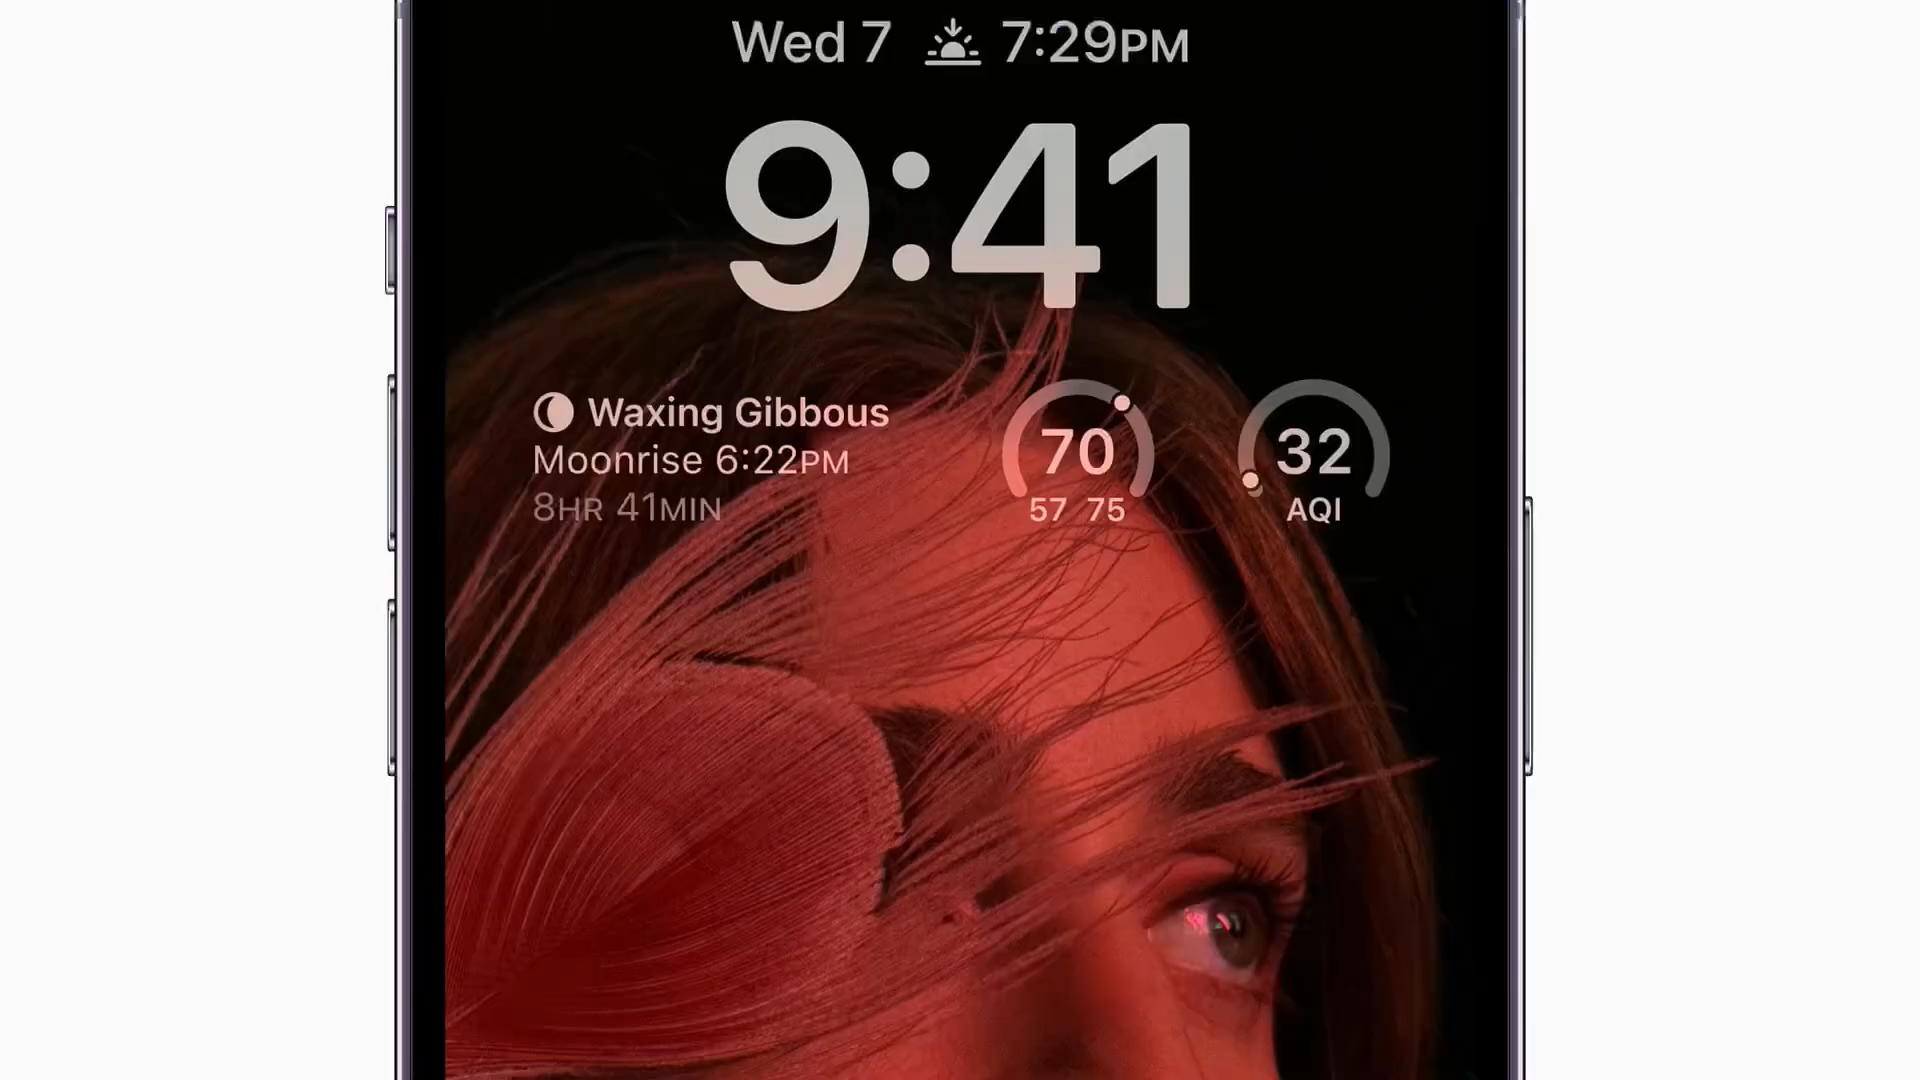 Wed 7 7:29PM
9:41
Waxing Gibbous
Moonrise 6:22PM
8HR 41MIN
70
57 75
32
AQI